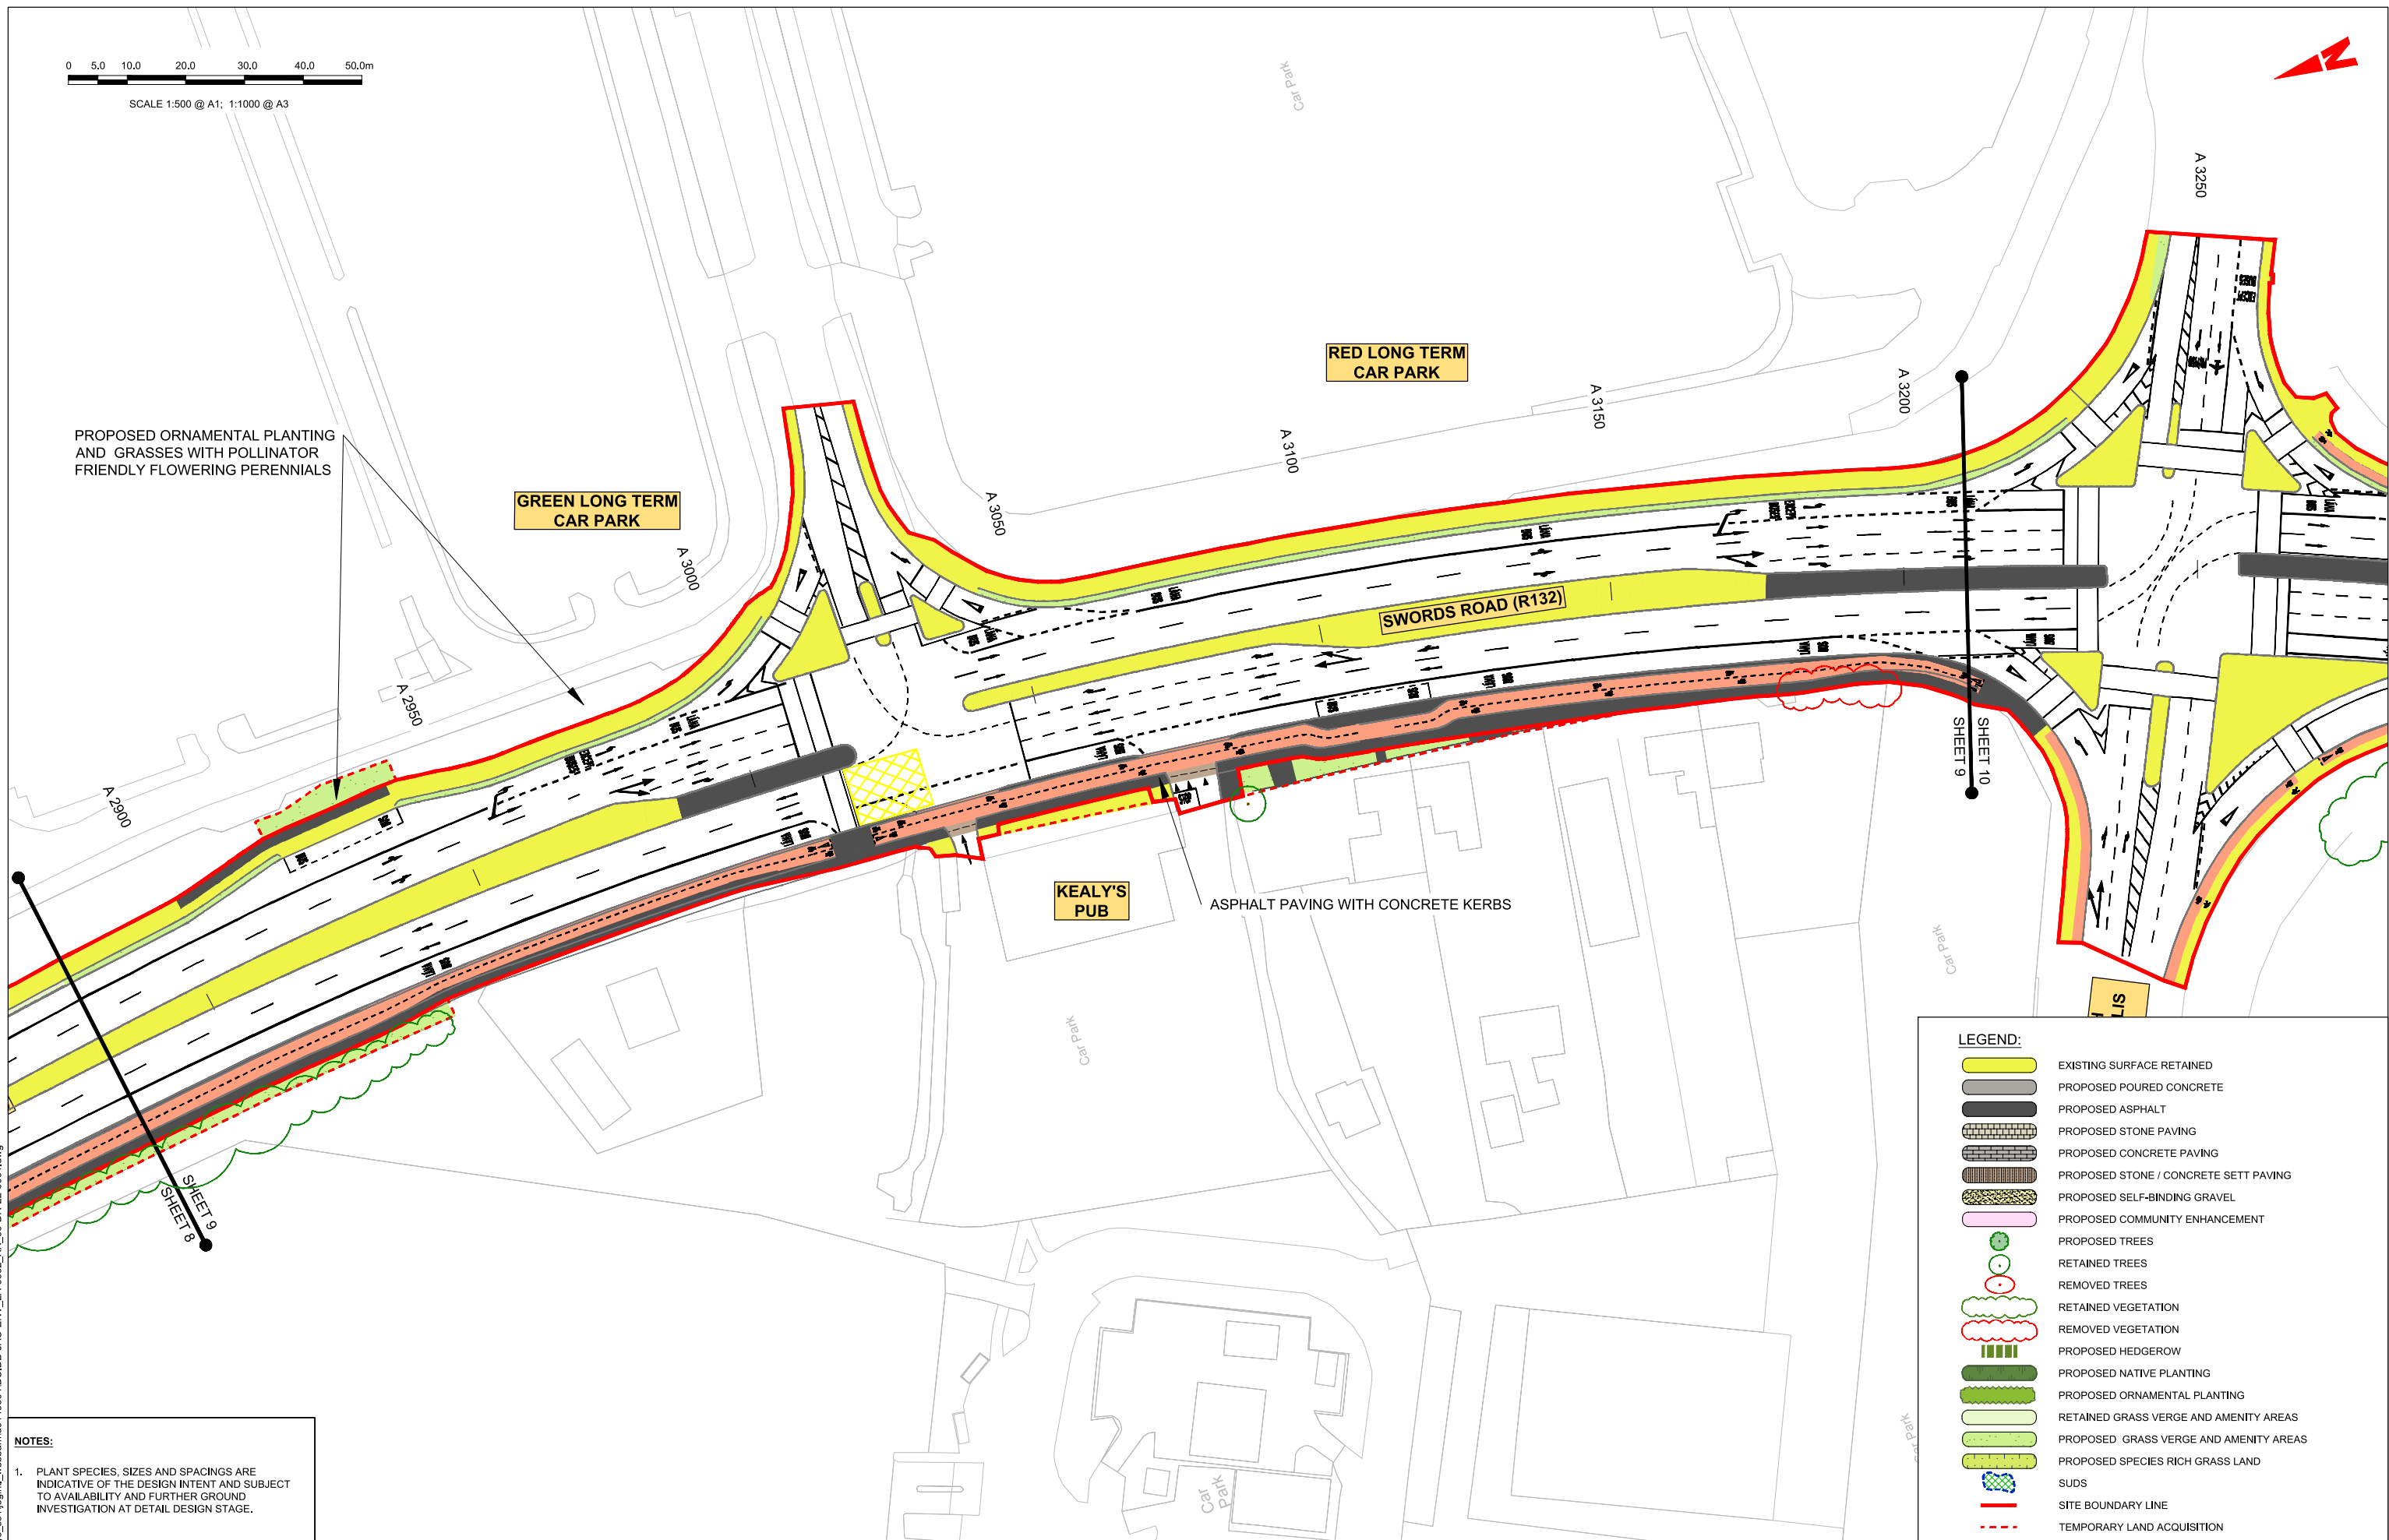 0 5.0 10.0 20.0 30.0 40.0 50.0m
SCALE 1:500 @ A1; 1:1000 @ A3
N
Car Park
A 3250
RED LONG TERM
CAR PARK
A 3200
A 3150
A 3100
A 3050
A 3000
A 2950
A 2900
PROPOSED ORNAMENTAL PLANTING
AND GRASSES WITH POLLINATOR
FRIENDLY FLOWERING PERENNIALS
GREEN LONG TERM
CAR PARK
SWORDS ROAD (R132)
SHEET 10
SHEET 9
KEALY'S
PUB
ASPHALT PAVING WITH CONCRETE KERBS
Car Park
Car Park
SHEET 9
SHEET 8
Car
Park
Car Park
LIS
LEGEND:
EXISTING SURFACE RETAINED
PROPOSED POURED CONCRETE
PROPOSED ASPHALT
PROPOSED STONE PAVING
PROPOSED CONCRETE PAVING
PROPOSED STONE / CONCRETE SETT PAVING
PROPOSED SELF-BINDING GRAVEL
PROPOSED COMMUNITY ENHANCEMENT
PROPOSED TREES
RETAINED TREES
REMOVED TREES
RETAINED VEGETATION
REMOVED VEGETATION
PROPOSED HEDGEROW
PROPOSED NATIVE PLANTING
PROPOSED ORNAMENTAL PLANTING
RETAINED GRASS VERGE AND AMENITY AREAS
PROPOSED GRASS VERGE AND AMENITY AREAS
PROPOSED SPECIES RICH GRASS LAND
SUDS
SITE BOUNDARY LINE
TEMPORARY LAND ACQUISITION
NOTES:
1. PLANT SPECIES, SIZES AND SPACINGS ARE
INDICATIVE OF THE DESIGN INTENT AND SUBJECT
TO AVAILABILITY AND FURTHER GROUND
INVESTIGATION AT DETAIL DESIGN STAGE.